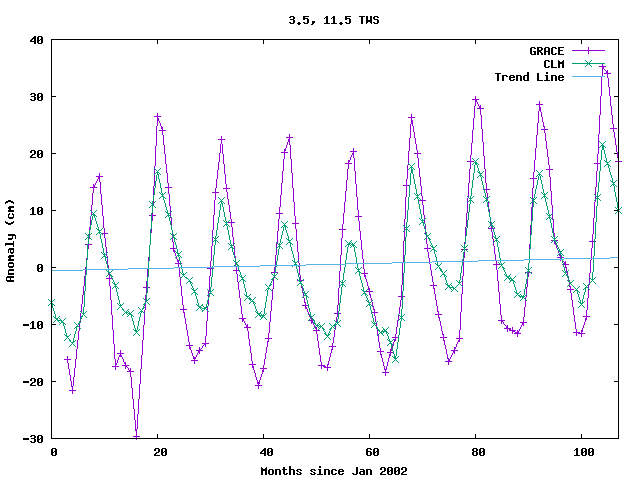 3.5, 11.5 TWS
GRACE
CLM
Trend Line
40
30
20
10
0
-10
-20
-30
Anomaly (cm)
0 20 40 60 80 100
Months since Jan 2002